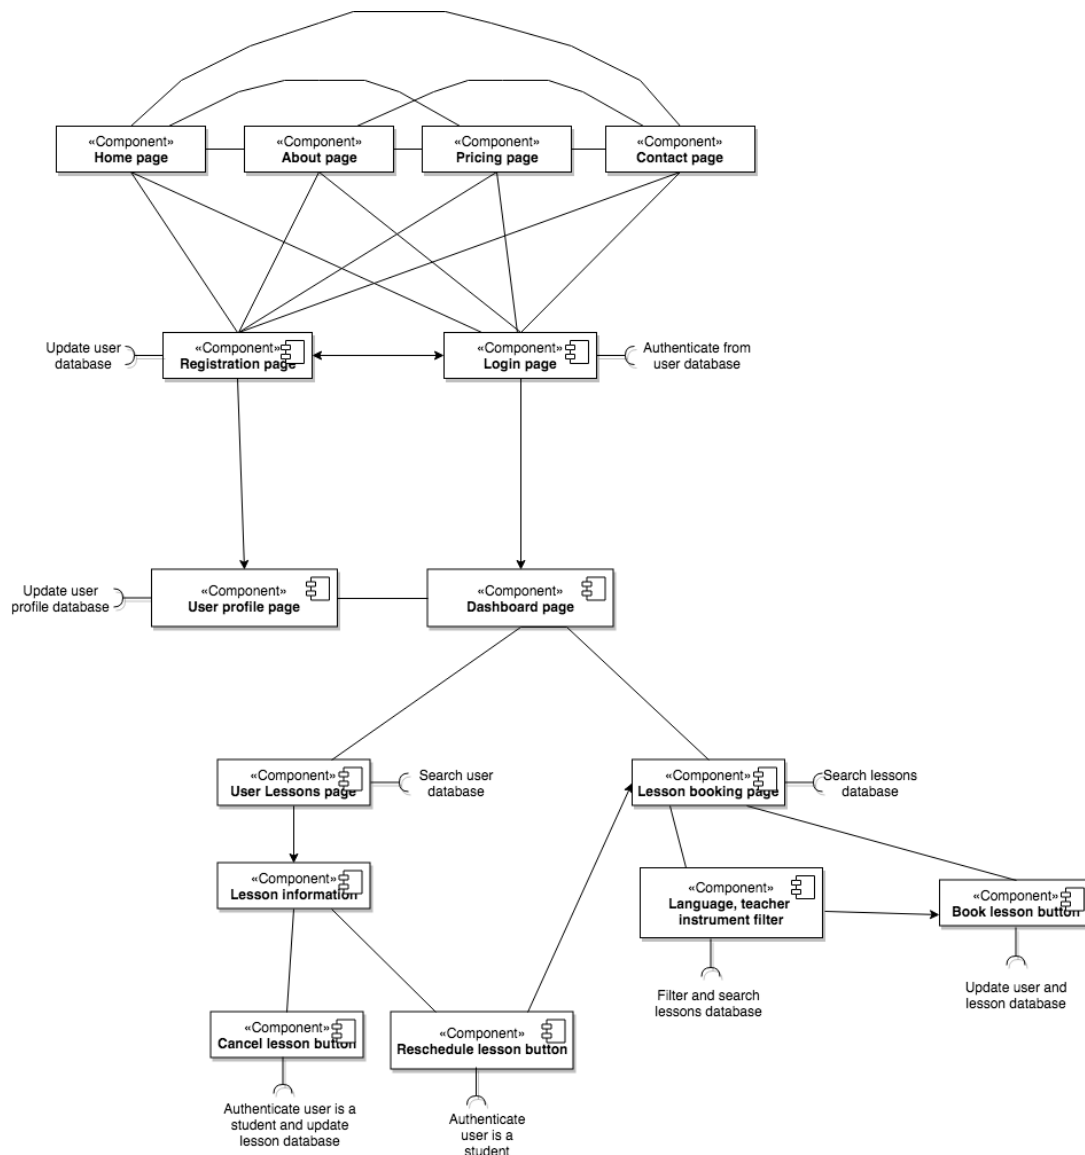 «Component»
Home page
«Component»
About page
«Component»
Pricing page
«Component»
Contact page
Update user
database
«Component»
Registration page
«Component»
Login page
Authenticate from
user database
Update user
profile database
«Component»
User profile page
«Component»
Dashboard page
«Component»
User Lessons page
Search user
database
«Component»
Lesson booking page
Search lessons
database
«Component»
Lesson information
«Component»
Language, teacher
instrument filter
«Component»
Book lesson button
Filter and search
lessons database
Update user and
lesson database
«Component»
Cancel lesson button
«Component»
Reschedule lesson button
Authenticate user is a
student and update
lesson database
Authenticate
user is a
student